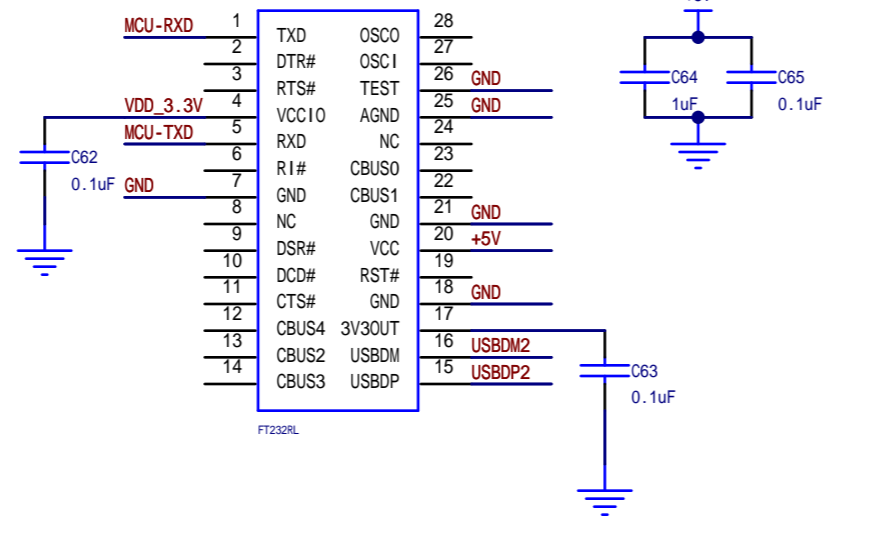 MCU-RXD 1 TXD OSCO 28
2 DTR# OSCI 27
3 RTS# TEST 26 GND
VDD_3.3V 4 VCCIO AGND 25 GND
MCU-TXD 5 RXD NC 24
6 RI# CBUS0 23
GND 7 GND CBUS1 22
8 NC GND 21 GND
9 DSR# VCC 20 +5V
10 DCD# RST# 19
11 CTS# GND 18 GND
12 CBUS4 3V3OUT 17
13 CBUS2 USBDM 16 USBDM2
14 CBUS3 USBDP 15 USBDP2
FT232RL
C62
0.1uF
C64
1uF
C65
0.1uF
C63
0.1uF